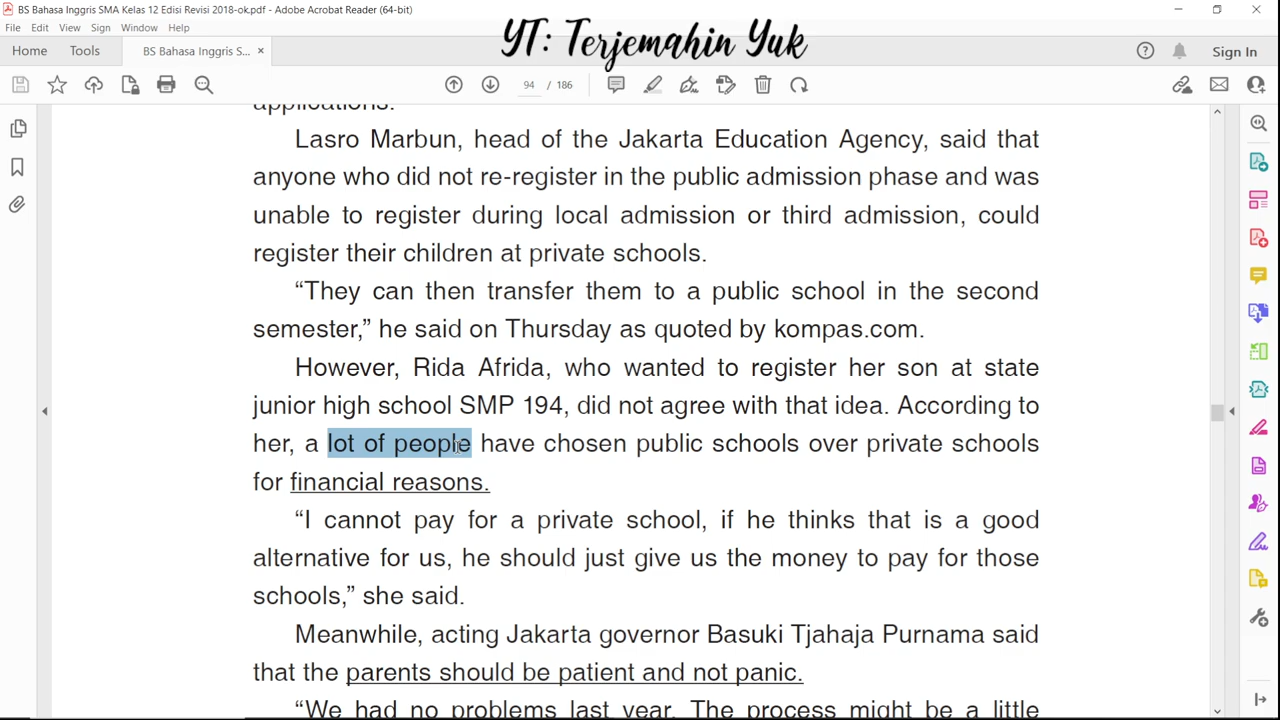 BS Bahasa Inggris SMA Kelas 12 Edisi Revisi 2018-ok.pdf - Adobe Acrobat Reader (64-bit)
File Edit View Sign Window Help
YT: Terjemahin Yuk
Home Tools BS Bahasa Inggris S... × Sign In
94 / 186
applications.
Lasro Marbun, head of the Jakarta Education Agency, said that
anyone who did not re-register in the public admission phase and was
unable to register during local admission or third admission, could
register their children at private schools.
“They can then transfer them to a public school in the second
semester,” he said on Thursday as quoted by kompas.com.
However, Rida Afrida, who wanted to register her son at state
junior high school SMP 194, did not agree with that idea. According to
her, a lot of people have chosen public schools over private schools
for financial reasons.
“I cannot pay for a private school, if he thinks that is a good
alternative for us, he should just give us the money to pay for those
schools,” she said.
Meanwhile, acting Jakarta governor Basuki Tjahaja Purnama said
that the parents should be patient and not panic.
“We had no problems last year. The process might be a little